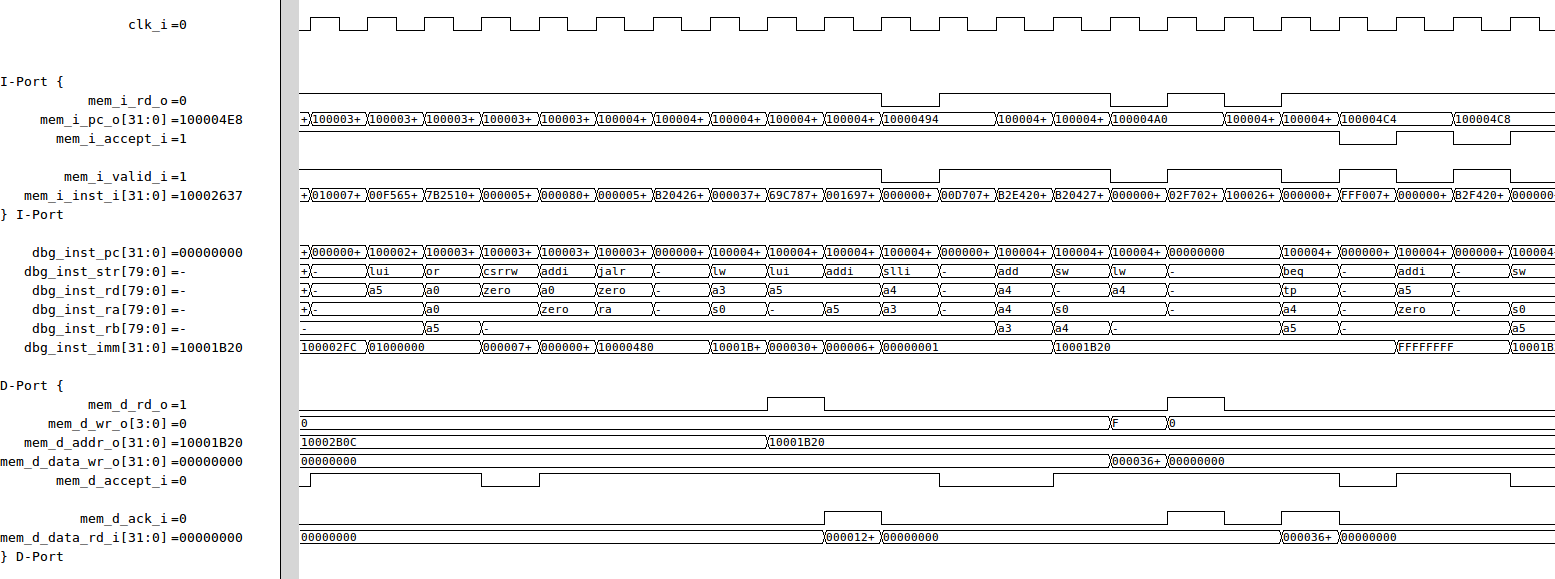 clk_i=0
I-Port {
mem_i_rd_o=0
mem_i_pc_o[31:0]=100004E8 + 100003+ 100003+ 100003+ 100003+ 100003+ 100004+ 100004+ 100004+ 100004+ 100004+ 10000494 100004+ 100004+ 100004A0 100004+ 100004+ 100004C4 100004C8
mem_i_accept_i=1
mem_i_valid_i=1
mem_i_inst_i[31:0]=10002637 + 010007+ 00F565+ 7B2510+ 000005+ 000080+ 000005+ B20426+ 000037+ 69C787+ 001697+ 000000+ 00D707+ B2E420+ B20427+ 000000+ 02F702+ 100026+ 000000+ FFF007+ 000000+ B2F420+ 000000
} I-Port
dbg_inst_pc[31:0]=00000000 + 000000+ 100002+ 100003+ 100003+ 100003+ 100003+ 000000+ 100004+ 100004+ 100004+ 100004+ 000000+ 100004+ 100004+ 100004+ 00000000 100004+ 000000+ 100004+ 000000+ 100004
dbg_inst_str[79:0]=- + - lui or csrrw addi jalr - lw lui addi slli - add sw lw - beq - addi - sw
dbg_inst_rd[79:0]=- + - a5 a0 zero a0 zero - a3 a5 a4 - a4 - a4 - tp - a5 -
dbg_inst_ra[79:0]=- + - a0 zero ra - s0 - a5 a3 - a4 s0 - a4 - zero - s0
dbg_inst_rb[79:0]=- - a5 - a3 a4 - a5 - a5
dbg_inst_imm[31:0]=10001B20 100002FC 01000000 000007+ 000000+ 10000480 10001B+ 000030+ 000006+ 00000001 10001B20 FFFFFFFF 10001B
D-Port {
mem_d_rd_o=1
mem_d_wr_o[3:0]=0 0 F 0
mem_d_addr_o[31:0]=10001B20 10002B0C 10001B20
mem_d_data_wr_o[31:0]=00000000 00000000 000036+ 00000000
mem_d_accept_i=0
mem_d_ack_i=0
mem_d_data_rd_i[31:0]=00000000 00000000 000012+ 00000000 000036+ 00000000
} D-Port